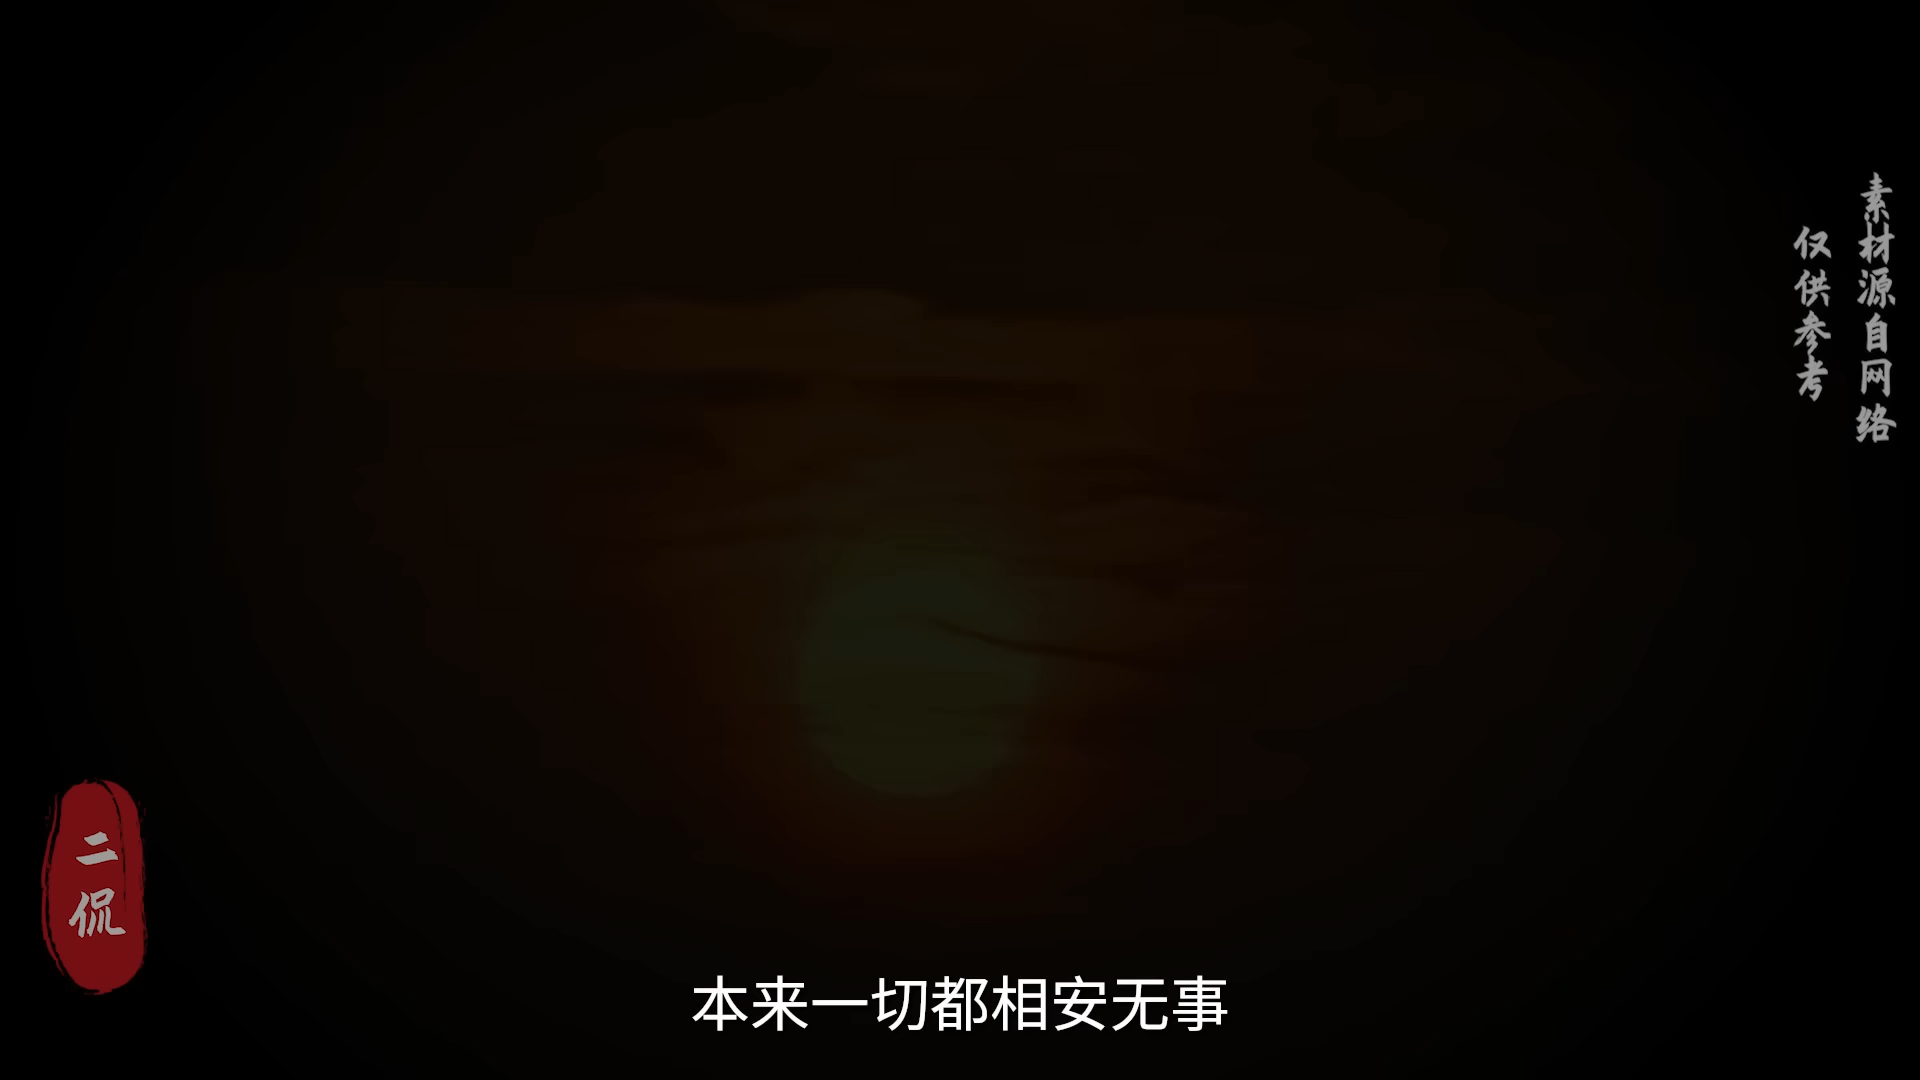 素材源自网络
仅供参考
二侃
本来一切都相安无事